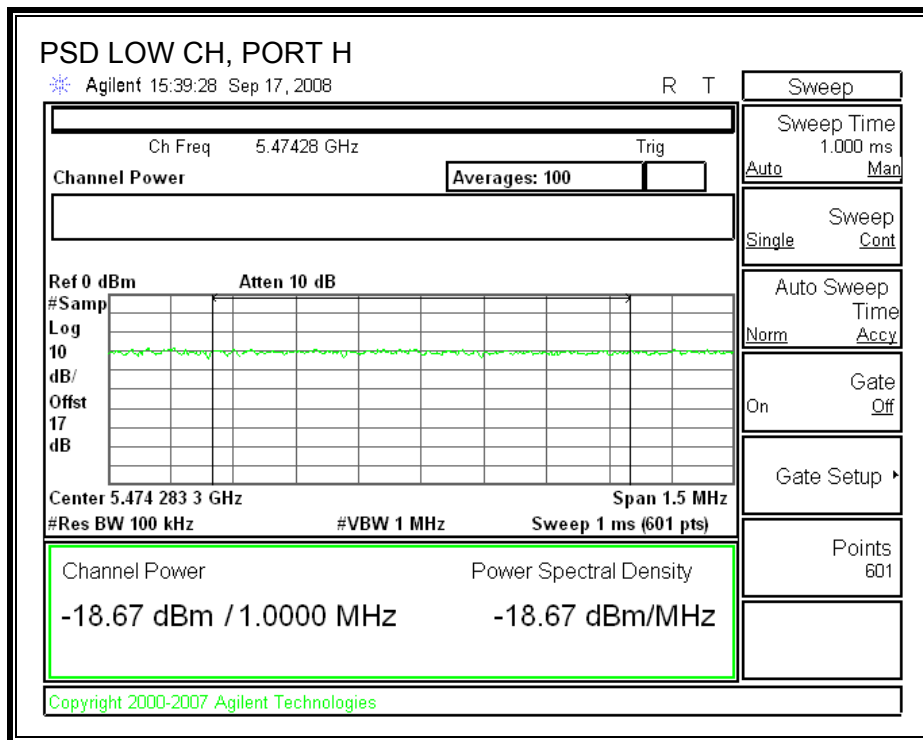 PSD LOW CH, PORT H
Agilent 15:39:28 Sep 17, 2008 R T
Ch Freq 5.47428 GHz Trig
Channel Power Averages: 100
Ref 0 dBm Atten 10 dB
#Samp
Log
10
dB/
Offst
17
dB
Center 5.474 283 3 GHz Span 1.5 MHz
#Res BW 100 kHz #VBW 1 MHz Sweep 1 ms (601 pts)
Channel Power Power Spectral Density
-18.67 dBm / 1.0000 MHz -18.67 dBm/MHz
Copyright 2000-2007 Agilent Technologies
Sweep
Sweep Time
1.000 ms
Auto Man
Sweep
Single Cont
Auto Sweep
Time
Norm Accy
Gate
On Off
Gate Setup
Points
601